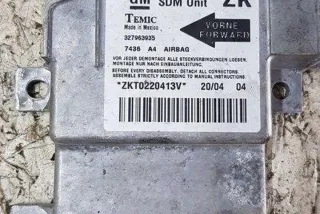 GM SDM Unit ZK
TEMIC
Made in Mexico
VORNE
FORWARD
327963935
7436 A4 AIRBAG
VOR JEDER DEMONTAGE ALLE STECKVERBINDUNGEN LOESEN.
MONTAGE NUR NACH EINBAUANLEITUNG.
BEFORE ANY DISASSEMBLY, DETACH ALL CONNECTORS.
ASSEMBLE STRICTLY ACCORDING TO MANUAL INSTRUCTIONS
*ZKT0220413V* 20/04 04